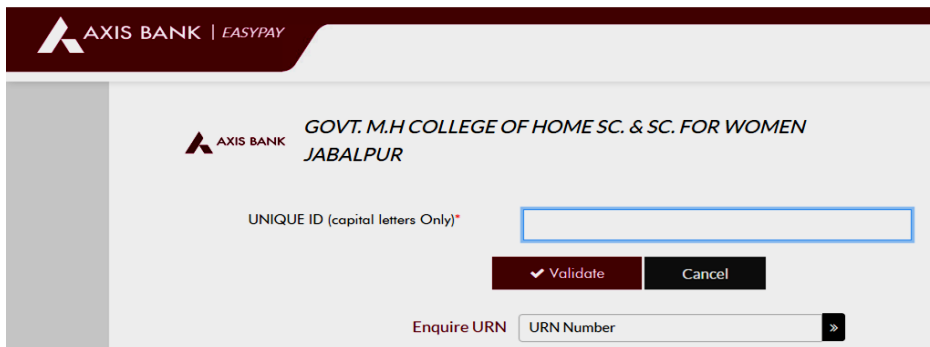 AXIS BANK | EASYPAY
AXIS BANK
GOVT. M.H COLLEGE OF HOME SC. & SC. FOR WOMEN
JABALPUR
UNIQUE ID (capital letters Only)*
Validate Cancel
Enquire URN URN Number »